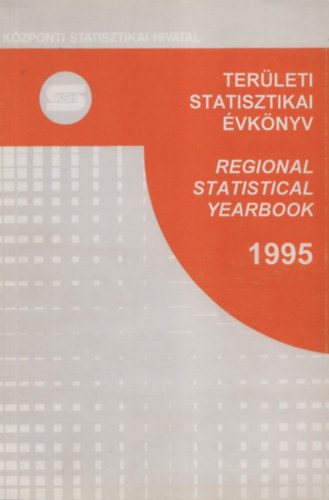 KÖZPONTI STATISZTIKAI HIVATAL
TERÜLETI
STATISZTIKAI
ÉVKÖNYV
REGIONAL
STATISTICAL
YEARBOOK
1995